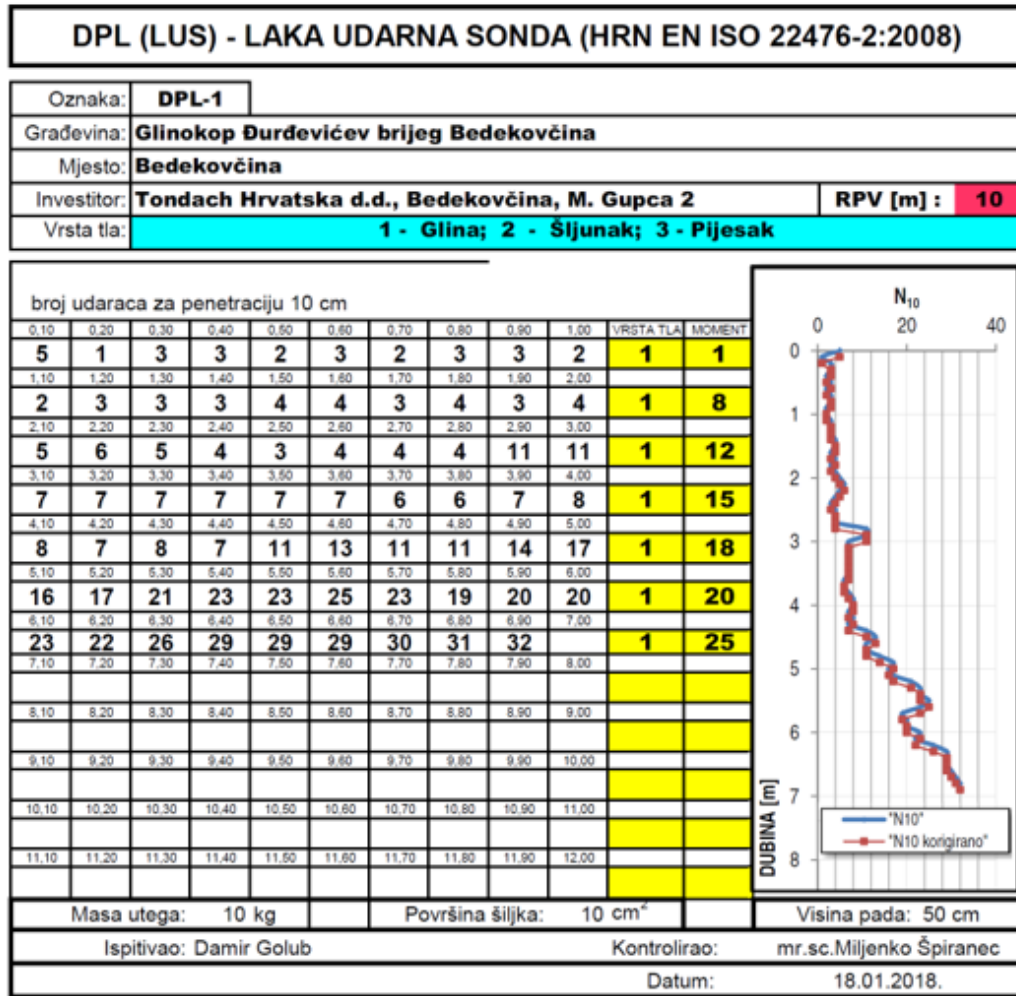 DPL (LUS) - LAKA UDARNA SONDA (HRN EN ISO 22476-2:2008)
Oznaka: DPL-1
Građevina: Glinokop Đurđevićev brijeg Bedekovčina
Mjesto: Bedekovčina
Investitor: Tondach Hrvatska d.d., Bedekovčina, M. Gupca 2 RPV [m] : 10
Vrsta tla: 1 - Glina; 2 - Šljunak; 3 - Pijesak
broj udaraca za penetraciju 10 cm
0,10 0,20 0,30 0,40 0,50 0,60 0,70 0,80 0,90 1,00 VRSTA TLA MOMENT
5 1 3 3 2 3 2 3 3 2 1 1
1,10 1,20 1,30 1,40 1,50 1,60 1,70 1,80 1,90 2,00
2 3 3 3 4 4 3 4 3 4 1 8
2,10 2,20 2,30 2,40 2,50 2,60 2,70 2,80 2,90 3,00
5 6 5 4 3 4 4 4 11 11 1 12
3,10 3,20 3,30 3,40 3,50 3,60 3,70 3,80 3,90 4,00
7 7 7 7 7 7 6 6 7 8 1 15
4,10 4,20 4,30 4,40 4,50 4,60 4,70 4,80 4,90 5,00
8 7 8 7 11 13 11 11 14 17 1 18
5,10 5,20 5,30 5,40 5,50 5,60 5,70 5,80 5,90 6,00
16 17 21 23 23 25 23 19 20 20 1 20
6,10 6,20 6,30 6,40 6,50 6,60 6,70 6,80 6,90 7,00
23 22 26 29 29 29 30 31 32 1 25
7,10 7,20 7,30 7,40 7,50 7,60 7,70 7,80 7,90 8,00
8,10 8,20 8,30 8,40 8,50 8,60 8,70 8,80 8,90 9,00
9,10 9,20 9,30 9,40 9,50 9,60 9,70 9,80 9,90 10,00
10,10 10,20 10,30 10,40 10,50 10,60 10,70 10,80 10,90 11,00
11,10 11,20 11,30 11,40 11,50 11,60 11,70 11,80 11,90 12,00
N10
0 20 40
0
1
2
3
4
5
6
7
8
DUBINA [m]
"N10"
"N10 korigirano"
Masa utega: 10 kg Površina šiljka: 10 cm² Visina pada: 50 cm
Ispitivao: Damir Golub Kontrolirao: mr.sc.Miljenko Špiranec
Datum: 18.01.2018.